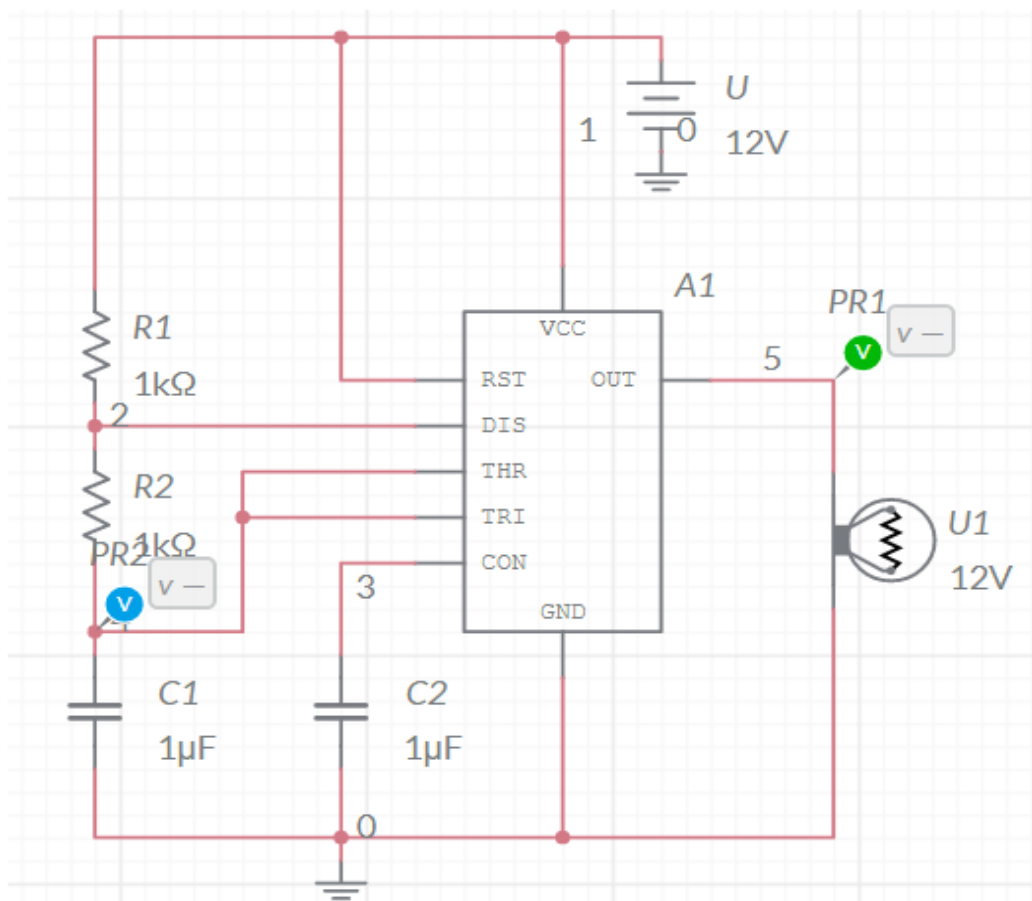 U
12V
1
0
A1
PR1
v —
V
VCC
RST
OUT
5
DIS
THR
TRI
CON
GND
R1
1kΩ
2
R2
1kΩ
PR2
v —
V
3
U1
12V
C1
1µF
C2
1µF
0